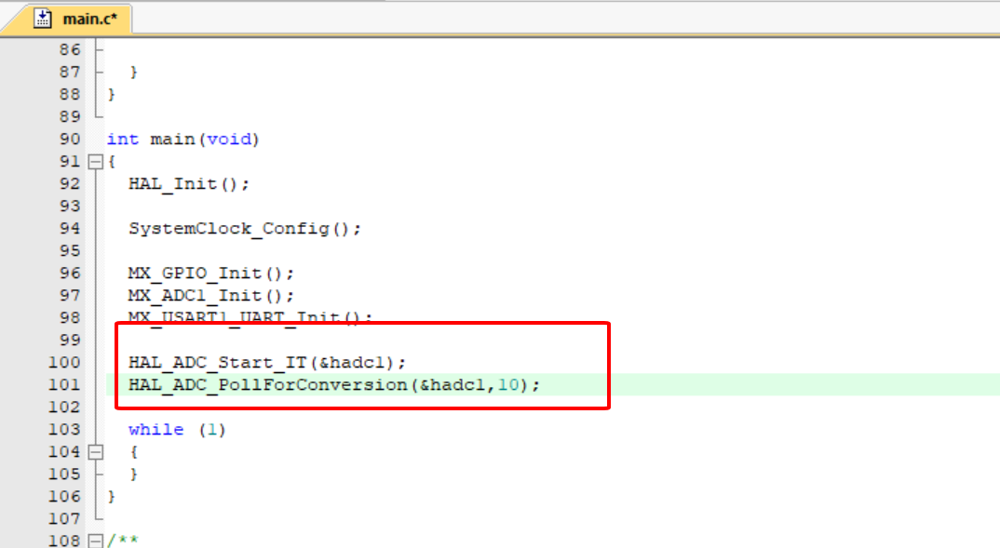 main.c*
86
87 }
88 }
89
90 int main(void)
91 {
92 HAL_Init();
93
94 SystemClock_Config();
95
96 MX_GPIO_Init();
97 MX_ADC1_Init();
98 MX_USART1_UART_Init();
99
100 HAL_ADC_Start_IT(&hadc1);
101 HAL_ADC_PollForConversion(&hadc1,10);
102
103 while (1)
104 {
105 }
106 }
107
108 /**